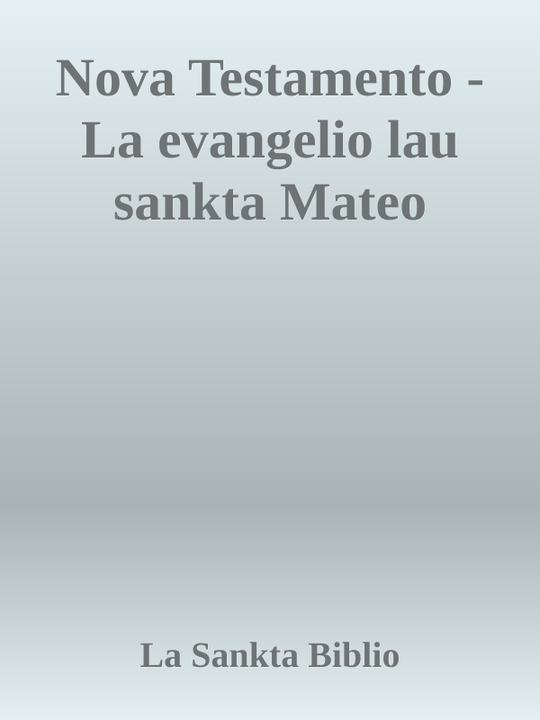 Nova Testamento -
La evangelio lau
sankta Mateo
La Sankta Biblio